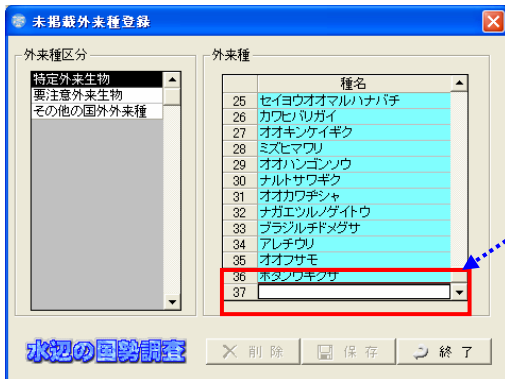 未掲載外来種登録
外来種区分
特定外来生物
要注意外来生物
その他の国外外来種
外来種
種名
25 セイヨウオオマルハナバチ
26 カワヒバリガイ
27 オオキンケイギク
28 ミズヒマワリ
29 オオハンゴンソウ
30 ナルトサワギク
31 オオカワヂシャ
32 ナガエツルノゲイトウ
33 ブラジルチドメグサ
34 アレチウリ
35 オオフサモ
36 ボタンウキクサ
37
水辺の国勢調査
削除
保存
終了